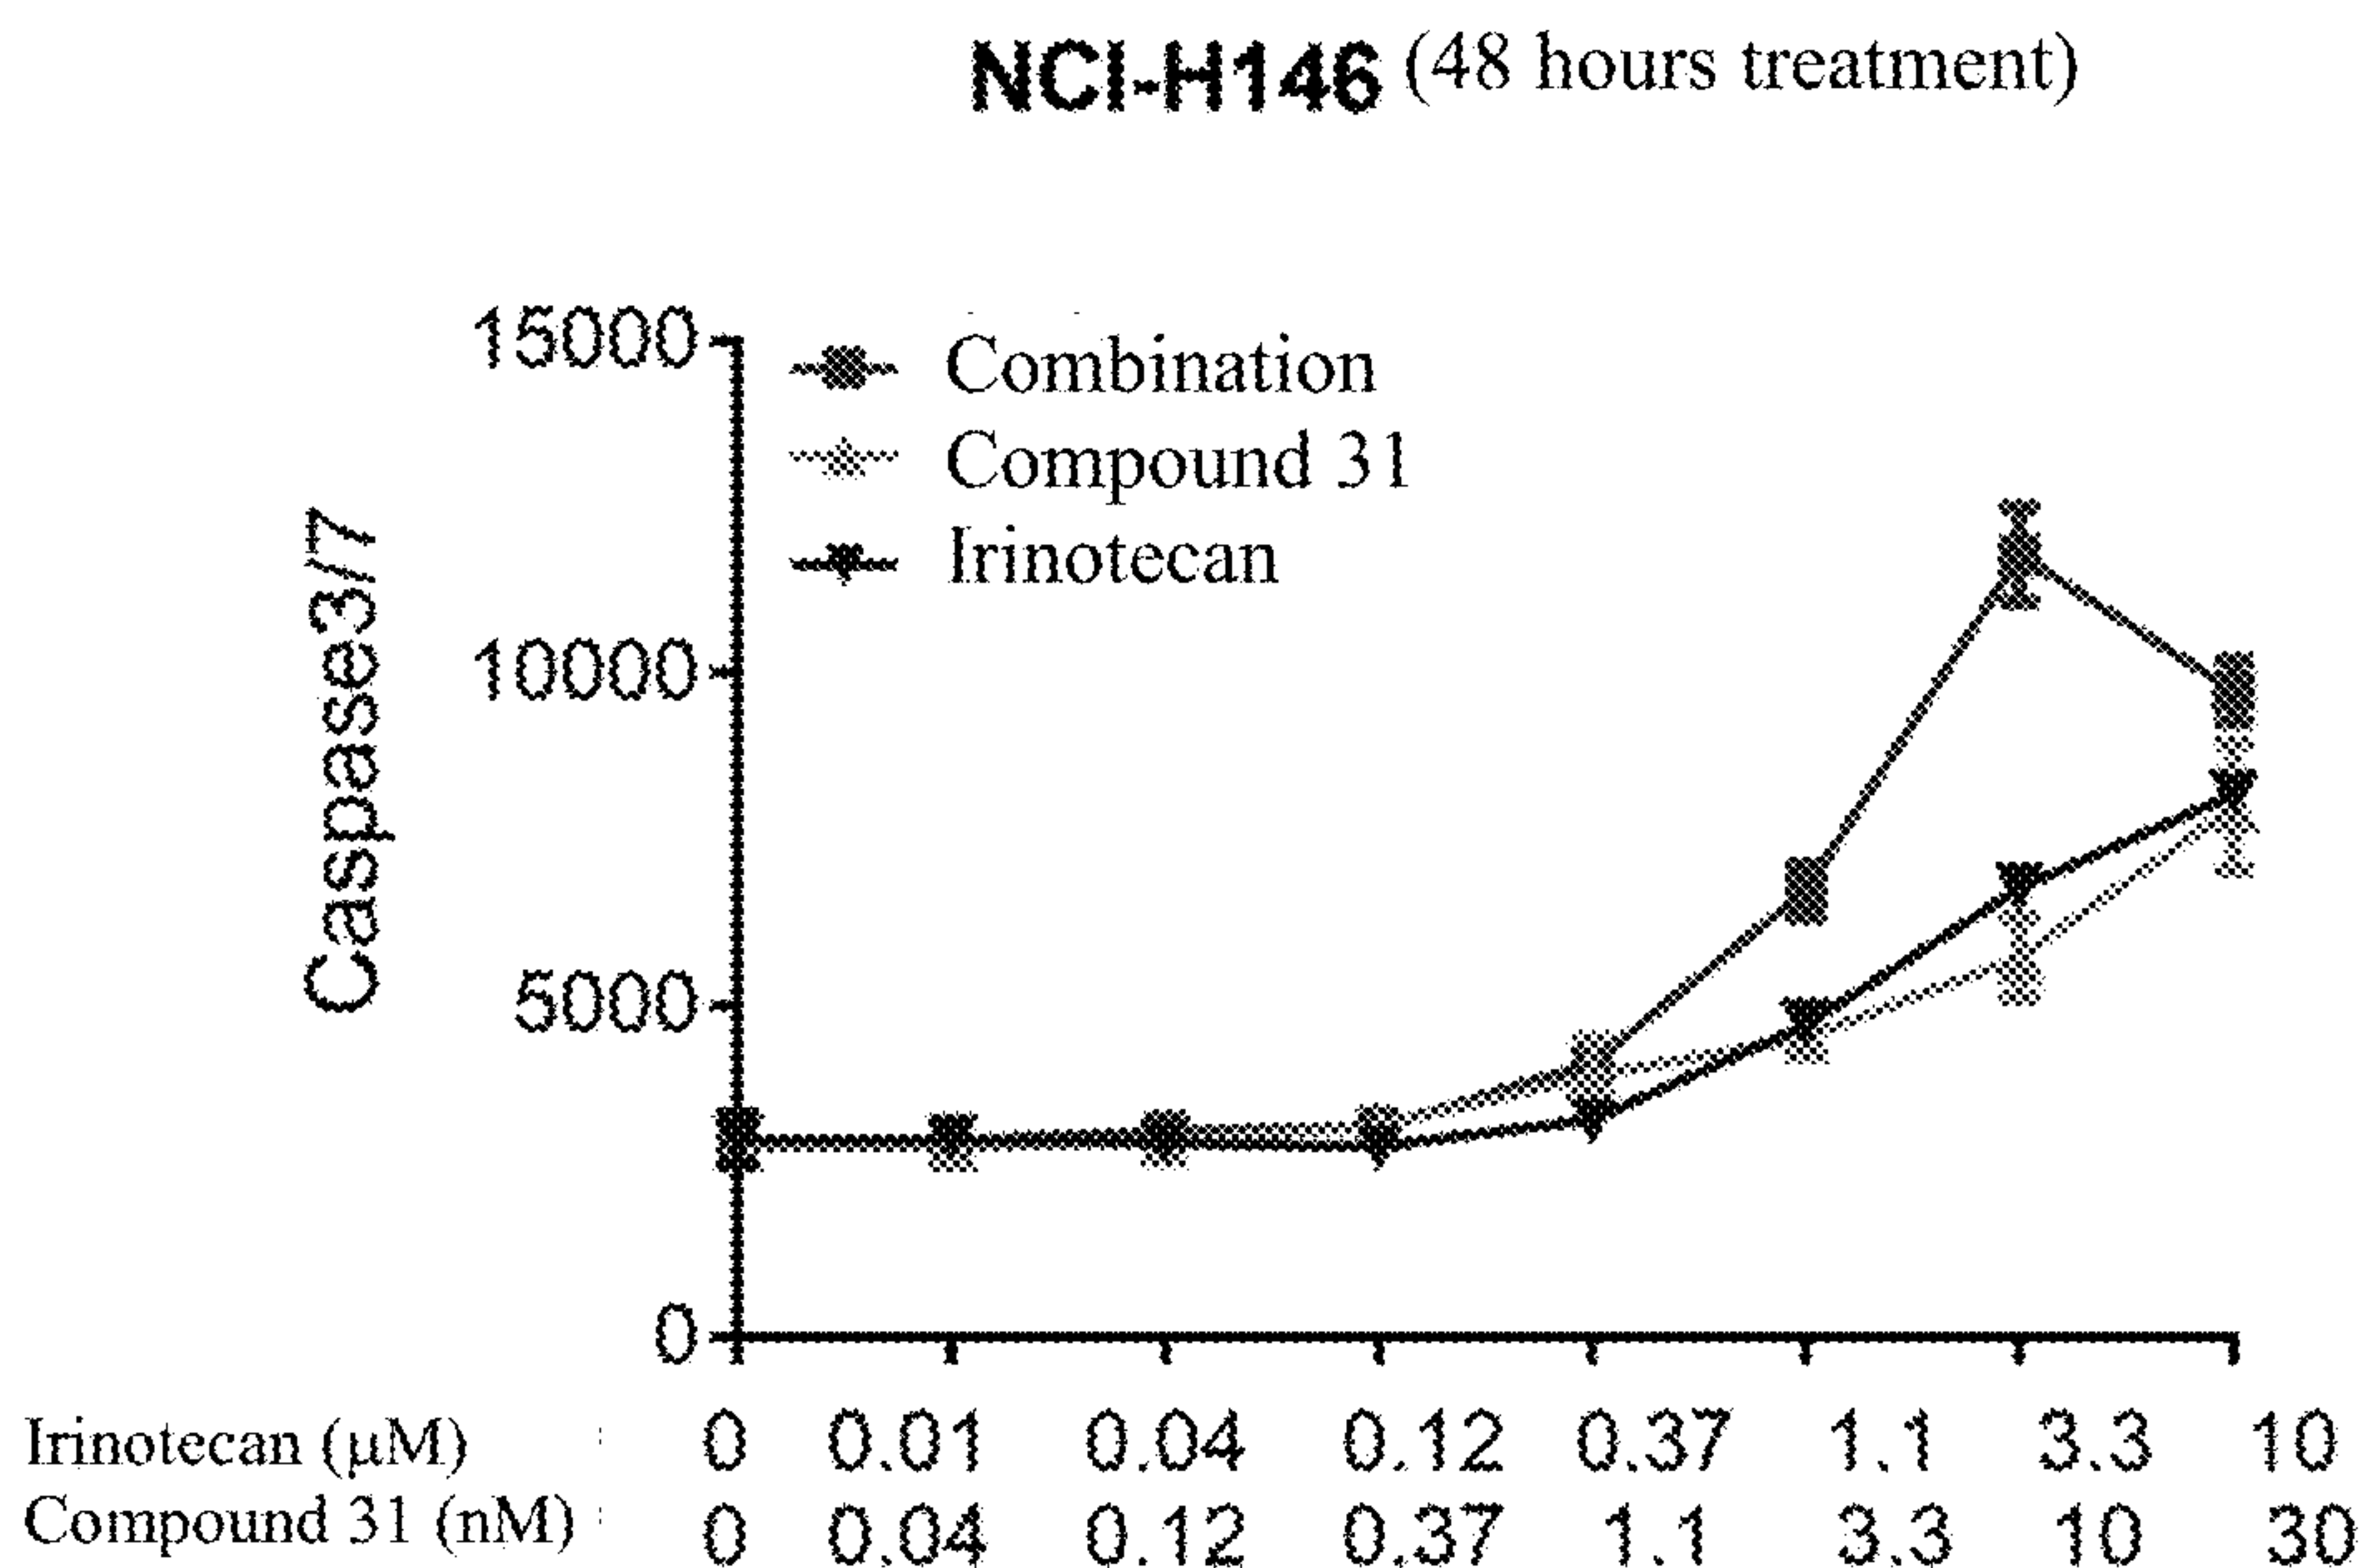 NCI-H146 (48 hours treatment)
15000
Combination
Compound 31
Irinotecan
10000
5000
0
Caspase3/7
Irinotecan (μM) : 0 0.01 0.04 0.12 0.37 1.1 3.3 10
Compound 31 (nM) : 0 0.04 0.12 0.37 1.1 3.3 10 30